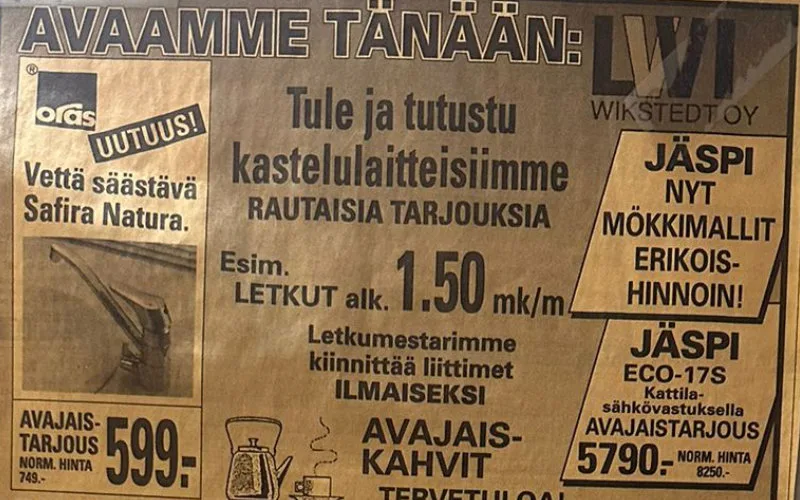 AVAAMME TÄNÄÄN:
LWI
WIKSTEDT OY
®
oras
UUTUUS!
Vettä säästävä
Safira Natura.
AVAJAIS-
TARJOUS
NORM. HINTA
749.-
599.-
Tule ja tutustu
kastelulaitteisiimme
RAUTAISIA TARJOUKSIA
Esim.
LETKUT alk. 1.50 mk/m
Letkumestarimme
kiinnittää liittimet
ILMAISEKSI
AVAJAIS-
KAHVIT
TERVETULOA!
JÄSPI
NYT
MÖKKIMALLIT
ERIKOIS-
HINNOIN!
JÄSPI
ECO-17S
Kattila-
sähkövastuksella
AVAJAISTARJOUS
5790.- NORM. HINTA
8250.-